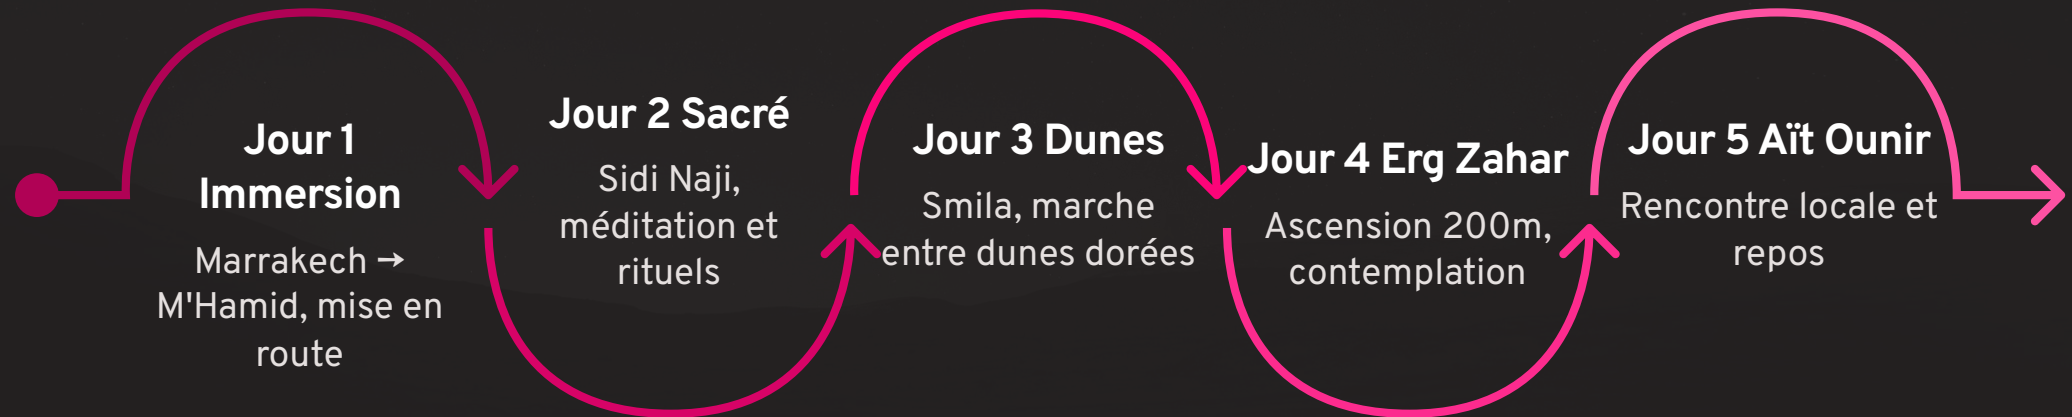 Jour 1
Immersion
Marrakech →
M'Hamid, mise en
route
Jour 2 Sacré
Sidi Naji,
méditation et
rituels
Jour 3 Dunes
Smila, marche
entre dunes dorées
Jour 4 Erg Zahar
Ascension 200m,
contemplation
Jour 5 Aït Ounir
Rencontre locale et
repos